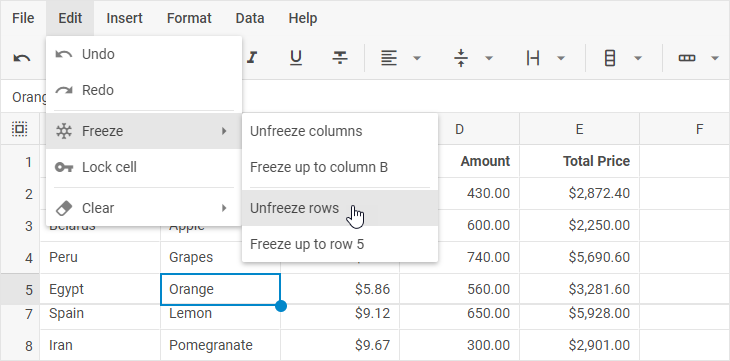 File Edit Insert Format Data Help
Undo
I U
Redo
Orang
Freeze
Unfreeze columns
D E F
Lock cell
Freeze up to column B
1 Amount Total Price
Clear
Unfreeze rows
2 430.00 $2,872.40
3 Belarus Apple 600.00 $2,250.00
Freeze up to row 5
4 Peru Grapes 740.00 $5,690.60
5 Egypt Orange $5.86 560.00 $3,281.60
7 Spain Lemon $9.12 650.00 $5,928.00
8 Iran Pomegranate $9.67 300.00 $2,901.00